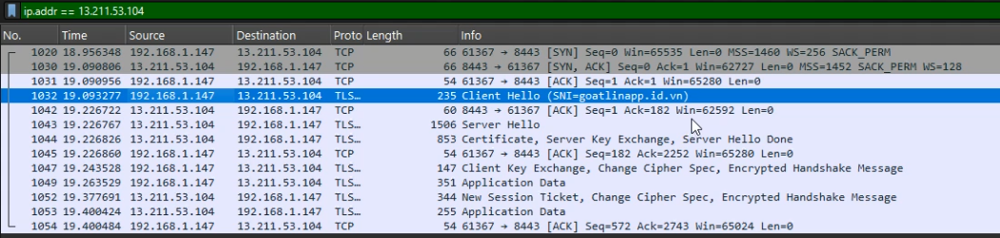 ip.addr == 13.211.53.104
No. Time Source Destination Proto Length Info
1020 18.956348 192.168.1.147 13.211.53.104 TCP 66 61367 → 8443 [SYN] Seq=0 Win=65535 Len=0 MSS=1460 WS=256 SACK_PERM
1030 19.090806 13.211.53.104 192.168.1.147 TCP 66 8443 → 61367 [SYN, ACK] Seq=0 Ack=1 Win=62727 Len=0 MSS=1452 SACK_PERM WS=128
1031 19.090956 192.168.1.147 13.211.53.104 TCP 54 61367 → 8443 [ACK] Seq=1 Ack=1 Win=65280 Len=0
1032 19.093277 192.168.1.147 13.211.53.104 TLS… 235 Client Hello (SNI=goatlinapp.id.vn)
1042 19.226722 13.211.53.104 192.168.1.147 TCP 60 8443 → 61367 [ACK] Seq=1 Ack=182 Win=62592 Len=0
1043 19.226767 13.211.53.104 192.168.1.147 TLS… 1506 Server Hello
1044 19.226826 13.211.53.104 192.168.1.147 TLS… 853 Certificate, Server Key Exchange, Server Hello Done
1045 19.226860 192.168.1.147 13.211.53.104 TCP 54 61367 → 8443 [ACK] Seq=182 Ack=2252 Win=65280 Len=0
1047 19.243528 192.168.1.147 13.211.53.104 TLS… 147 Client Key Exchange, Change Cipher Spec, Encrypted Handshake Message
1049 19.263529 192.168.1.147 13.211.53.104 TLS… 351 Application Data
1052 19.377691 13.211.53.104 192.168.1.147 TLS… 344 New Session Ticket, Change Cipher Spec, Encrypted Handshake Message
1053 19.400424 13.211.53.104 192.168.1.147 TLS… 255 Application Data
1054 19.400484 192.168.1.147 13.211.53.104 TCP 54 61367 → 8443 [ACK] Seq=572 Ack=2743 Win=65024 Len=0